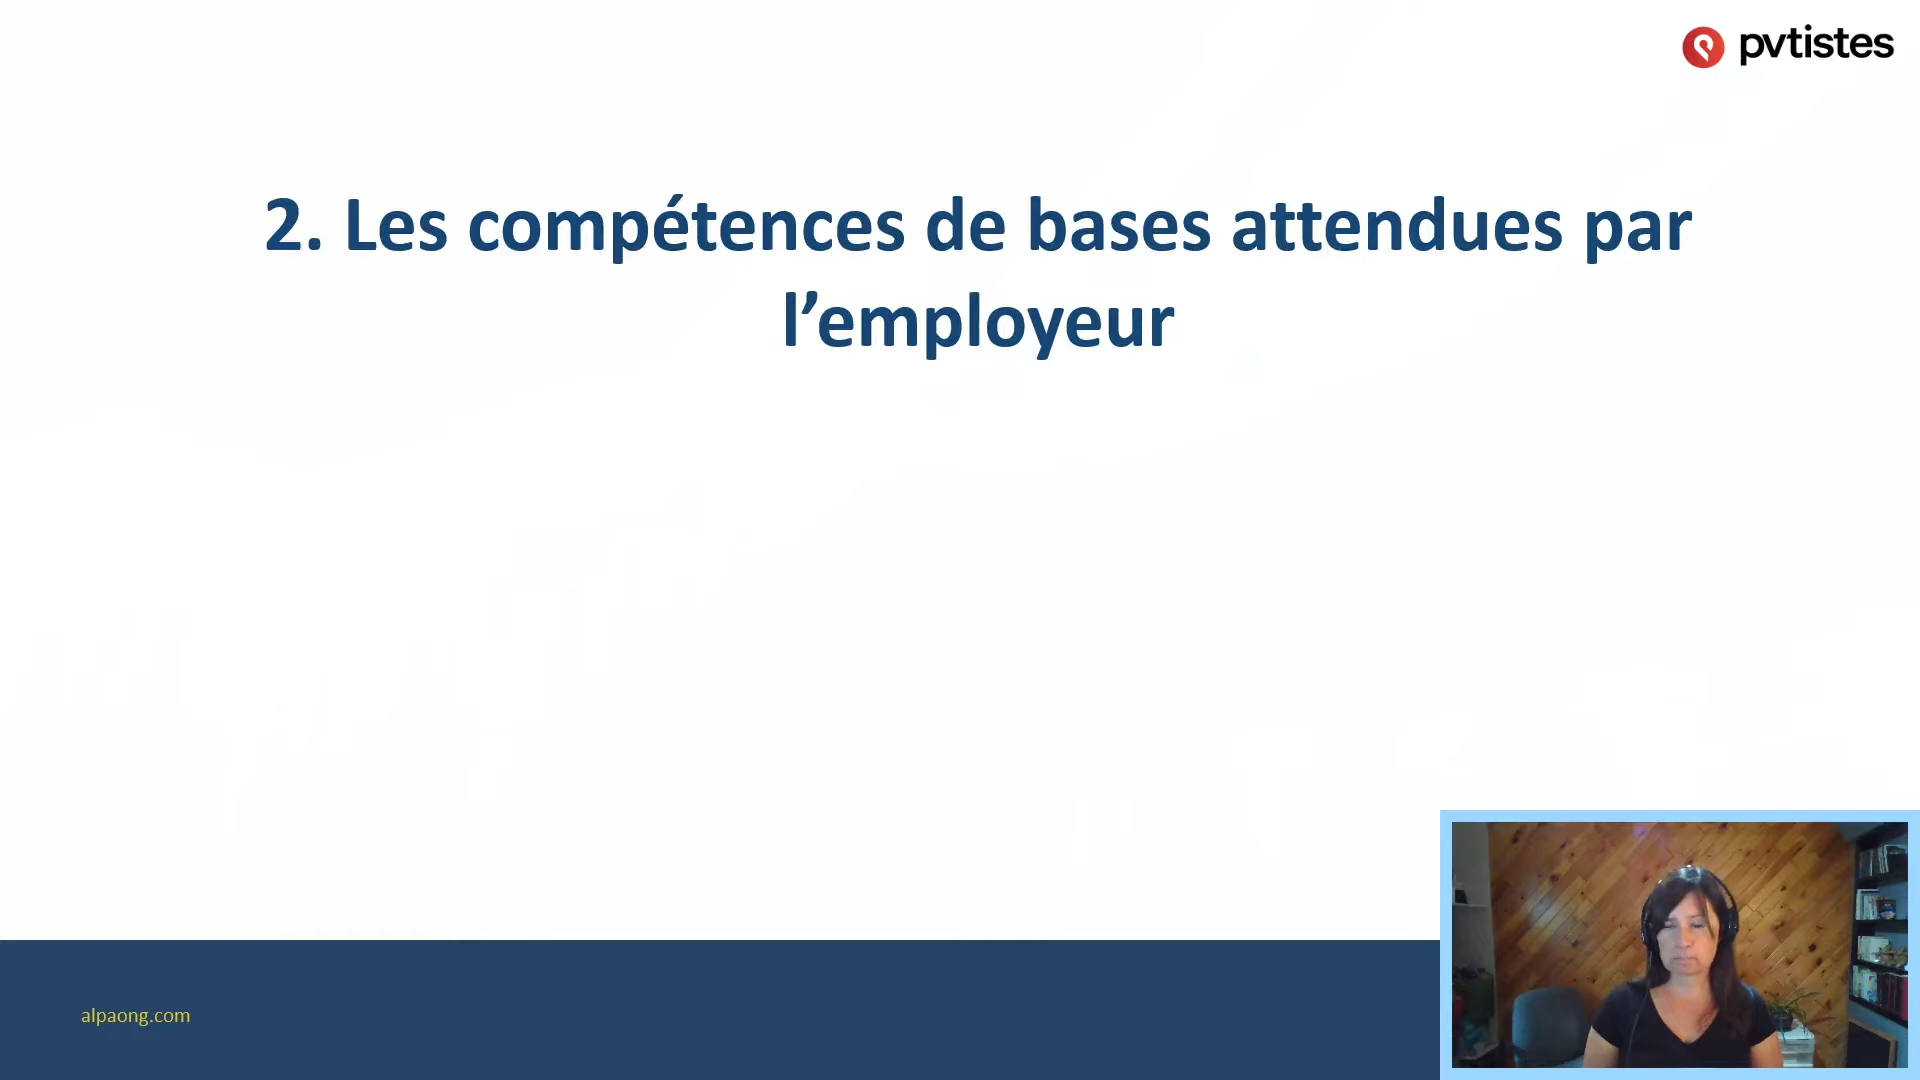 pvtistes
2. Les compétences de bases attendues par
l’employeur
alpaong.com